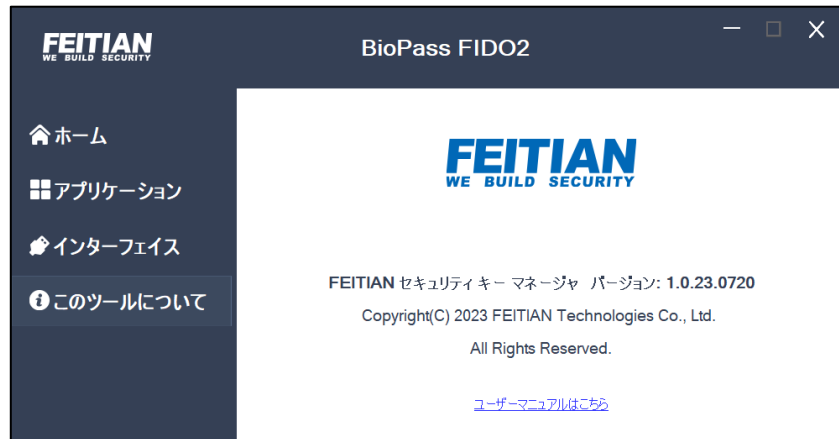 FEITIAN
WE BUILD SECURITY
BioPass FIDO2
ホーム
アプリケーション
インターフェイス
このツールについて
FEITIAN
WE BUILD SECURITY
FEITIAN セキュリティ キー マネージャ バージョン: 1.0.23.0720
Copyright(C) 2023 FEITIAN Technologies Co., Ltd.
All Rights Reserved.
ユーザーマニュアルはこちら